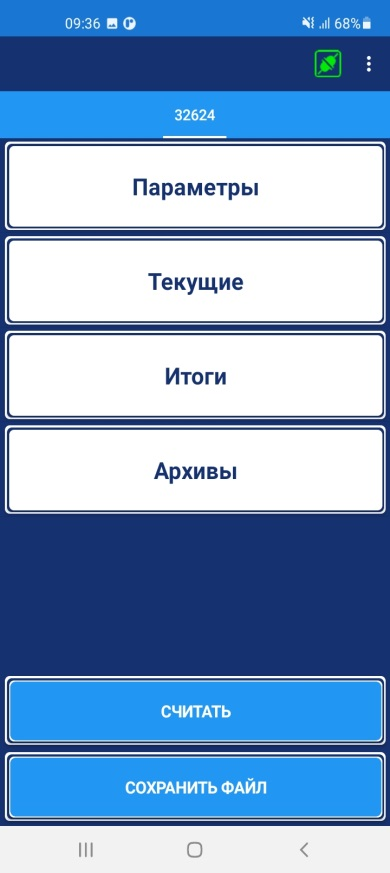 09:36 68%
32624
Параметры
Текущие
Итоги
Архивы
СЧИТАТЬ
СОХРАНИТЬ ФАЙЛ